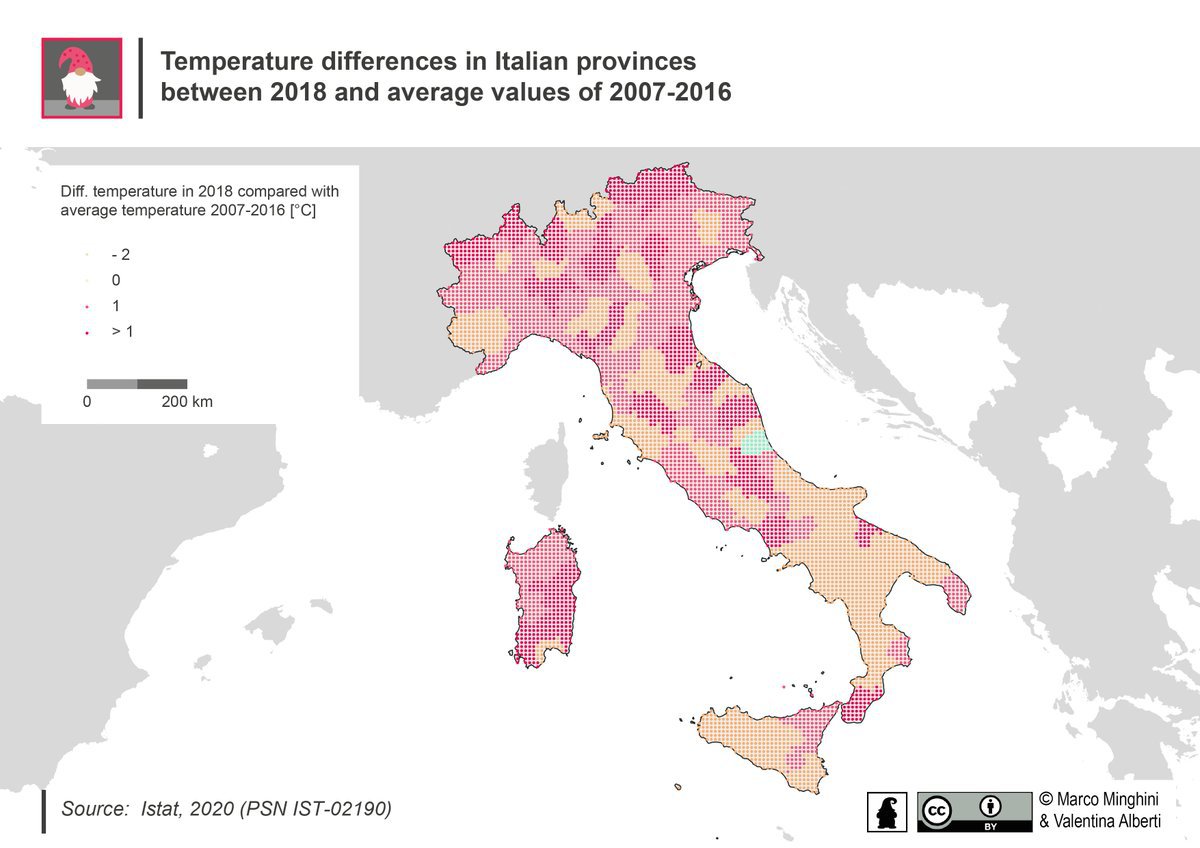 Temperature differences in Italian provinces
between 2018 and average values of 2007-2016
Diff. temperature in 2018 compared with
average temperature 2007-2016 [°C]
- 2
0
1
> 1
0 200 km
Source: Istat, 2020 (PSN IST-02190)
cc
BY
© Marco Minghini
& Valentina Alberti